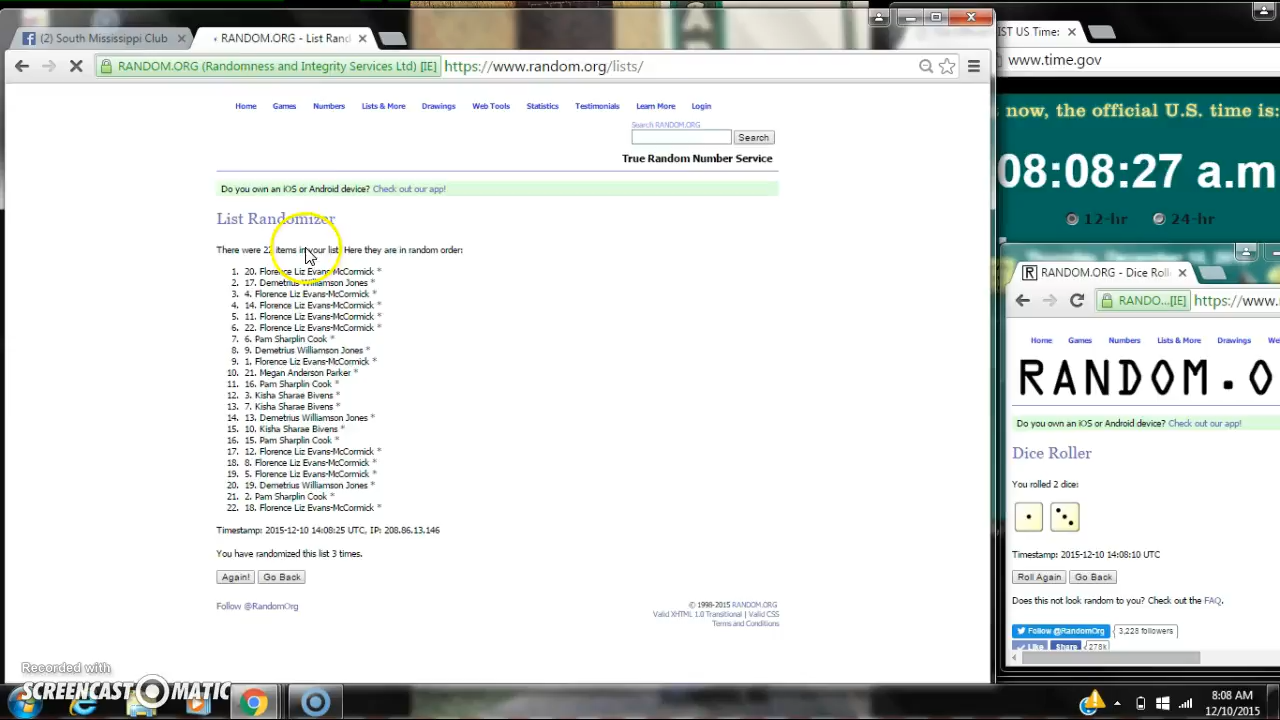 (2) South Mississippi Club
RANDOM.ORG - List Rand
IST US Time:
RANDOM.ORG (Randomness and Integrity Services Ltd) [IE]
https://www.random.org/lists/
www.time.gov
Home Games Numbers Lists & More Drawings Web Tools Statistics Testimonials Learn More Login
Search RANDOM.ORG
Search
True Random Number Service
Do you own an iOS or Android device? Check out our app!
List Randomizer
There were 22 items in your list. Here they are in random order:
1. 20. Florence Liz Evans-McCormick *
2. 17. Demetrius Williamson Jones *
3. 4. Florence Liz Evans-McCormick *
4. 14. Florence Liz Evans-McCormick *
5. 11. Florence Liz Evans-McCormick *
6. 22. Florence Liz Evans-McCormick *
7. 6. Pam Sharplin Cook *
8. 9. Demetrius Williamson Jones *
9. 1. Florence Liz Evans-McCormick *
10. 21. Megan Anderson Parker *
11. 16. Pam Sharplin Cook *
12. 3. Kisha Sharae Bivens *
13. 7. Kisha Sharae Bivens *
14. 13. Demetrius Williamson Jones *
15. 10. Kisha Sharae Bivens *
16. 15. Pam Sharplin Cook *
17. 12. Florence Liz Evans-McCormick *
18. 8. Florence Liz Evans-McCormick *
19. 5. Florence Liz Evans-McCormick *
20. 19. Demetrius Williamson Jones *
21. 2. Pam Sharplin Cook *
22. 18. Florence Liz Evans-McCormick *
Timestamp: 2015-12-10 14:08:25 UTC, IP: 208.86.13.146
You have randomized this list 3 times.
Again! Go Back
Follow @RandomOrg
© 1998-2015 RANDOM.ORG
Valid XHTML 1.0 Transitional | Valid CSS
Terms and Conditions
now, the official U.S. time is:
08:08:27 a.m
12-hr 24-hr
RANDOM.ORG - Dice Roll
RANDO...[IE] https://www.
Home Games Numbers Lists & More Drawings We
RANDOM.O
Do you own an iOS or Android device? Check out our app!
Dice Roller
You rolled 2 dice:
Timestamp: 2015-12-10 14:08:10 UTC
Roll Again Go Back
Does this not look random to you? Check out the FAQ.
Follow @RandomOrg 3,228 followers
Like Share 278k
Recorded with
SCREENCAST-O-MATIC
8:08 AM
12/10/2015